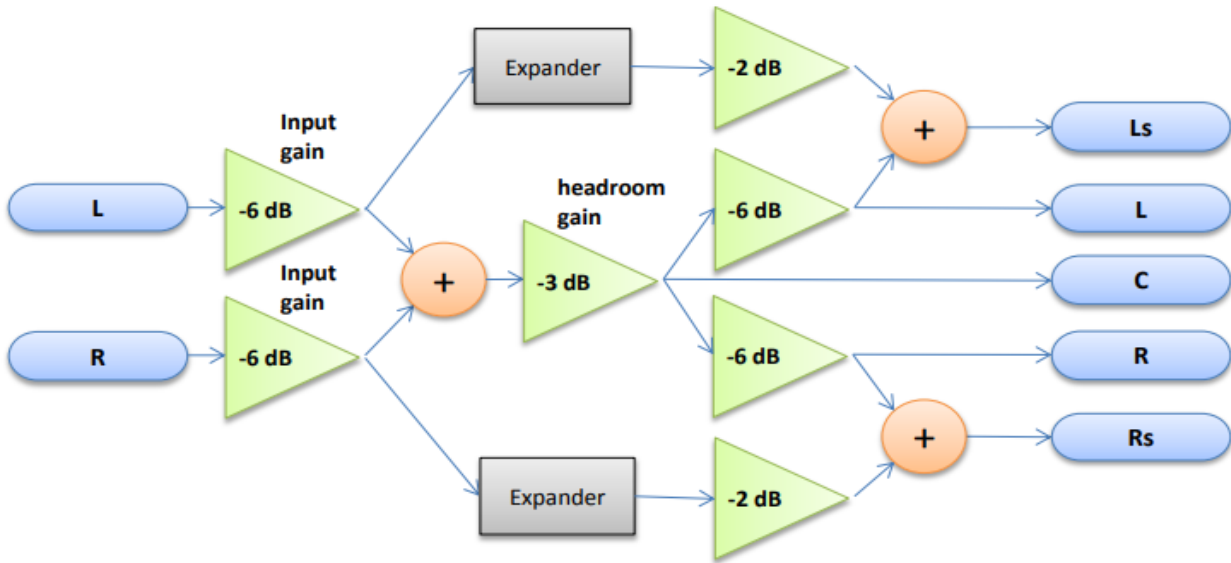 Expander
-2 dB
+
Ls
Input
gain
L
-6 dB
headroom
gain
-6 dB
L
+
-3 dB
C
Input
gain
R
-6 dB
-6 dB
R
+
Rs
Expander
-2 dB